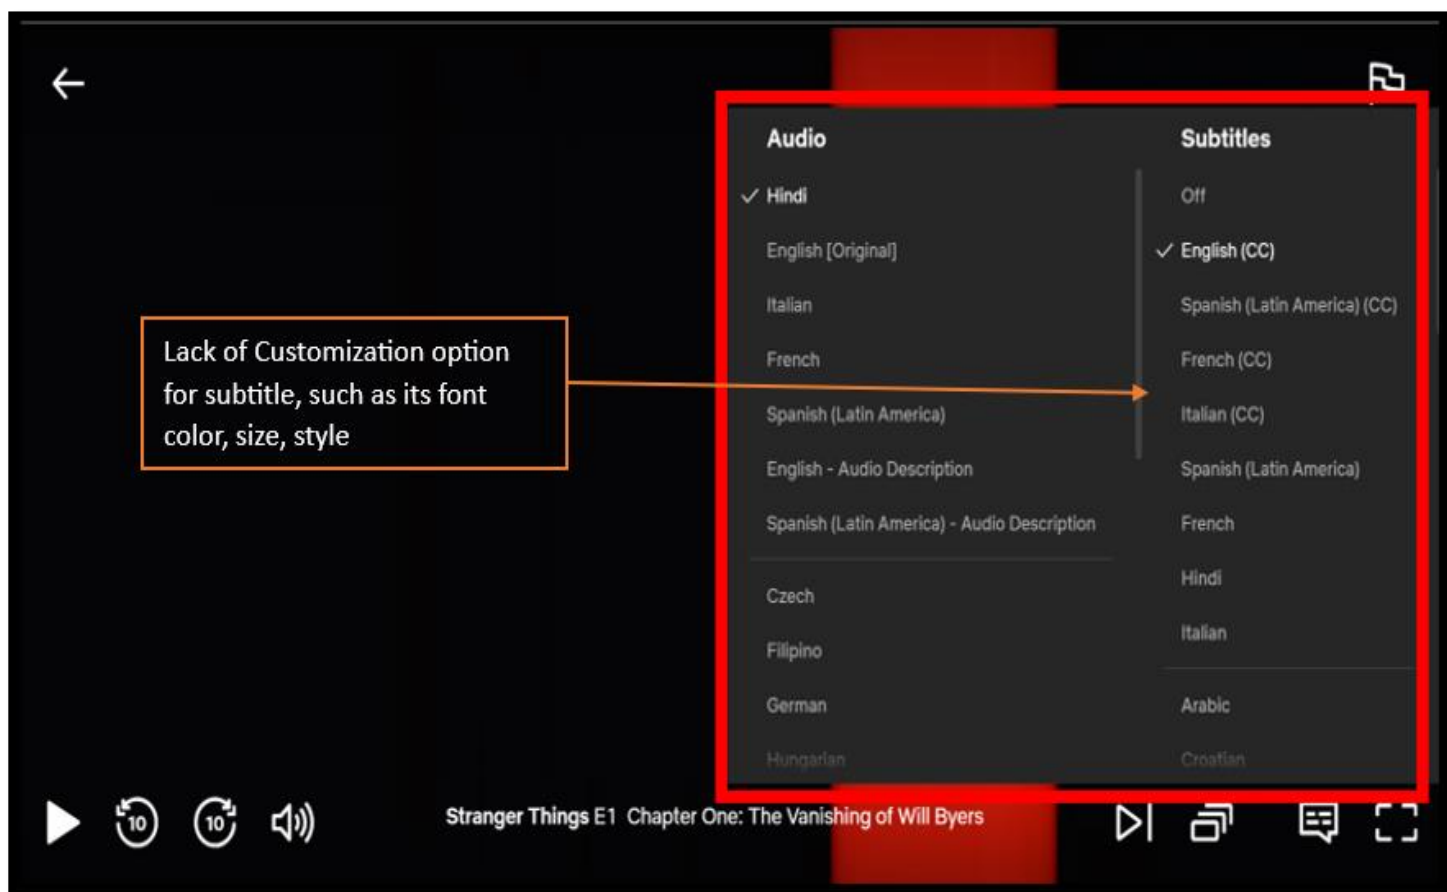 Audio
Hindi
English [Original]
Italian
French
Spanish (Latin America)
English - Audio Description
Spanish (Latin America) - Audio Description
Czech
Filipino
German
Hungarian
Subtitles
Off
English (CC)
Spanish (Latin America) (CC)
French (CC)
Italian (CC)
Spanish (Latin America)
French
Hindi
Italian
Arabic
Croatian
Lack of Customization option
for subtitle, such as its font
color, size, style
10
10
Stranger Things E1 Chapter One: The Vanishing of Will Byers